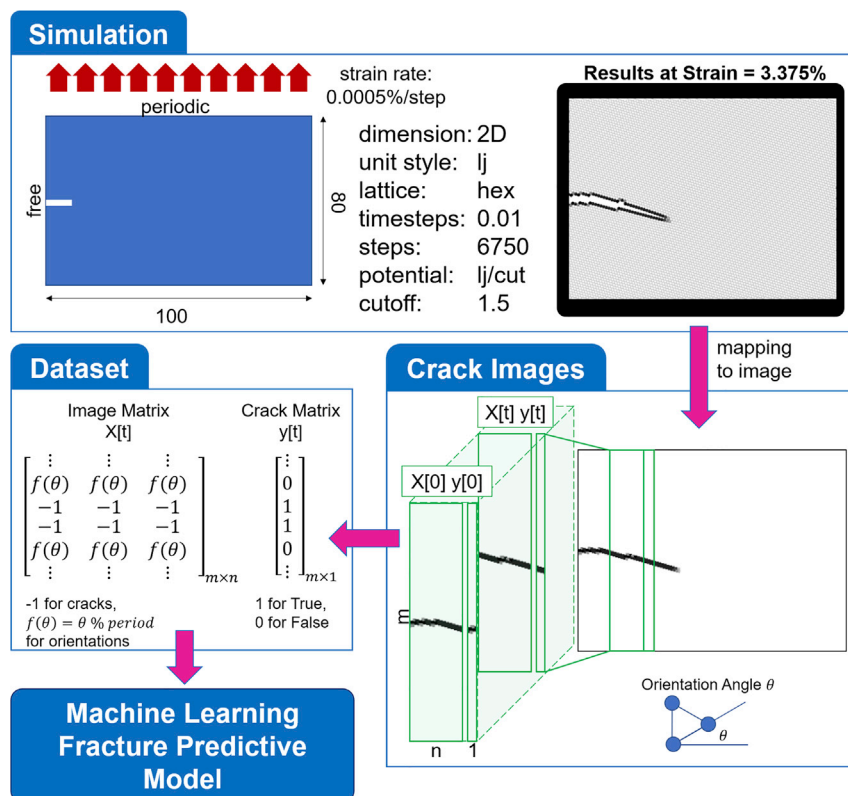 Simulation
strain rate:
0.0005%/step
periodic
free
80
100
dimension: 2D
unit style: lj
lattice: hex
timesteps: 0.01
steps: 6750
potential: lj/cut
cutoff: 1.5
Results at Strain = 3.375%
mapping
to image
Dataset
Image Matrix
X[t]
⋮ ⋮ ⋮
f(θ) f(θ) f(θ)
−1 −1 −1
−1 −1 −1
f(θ) f(θ) f(θ)
⋮ ⋮ ⋮
m×n
-1 for cracks,
f(θ) = θ % period
for orientations
Crack Matrix
y[t]
⋮
0
1
1
0
⋮
m×1
1 for True,
0 for False
Crack Images
X[t] y[t]
X[0] y[0]
m
n 1
Orientation Angle θ
θ
Machine Learning
Fracture Predictive
Model